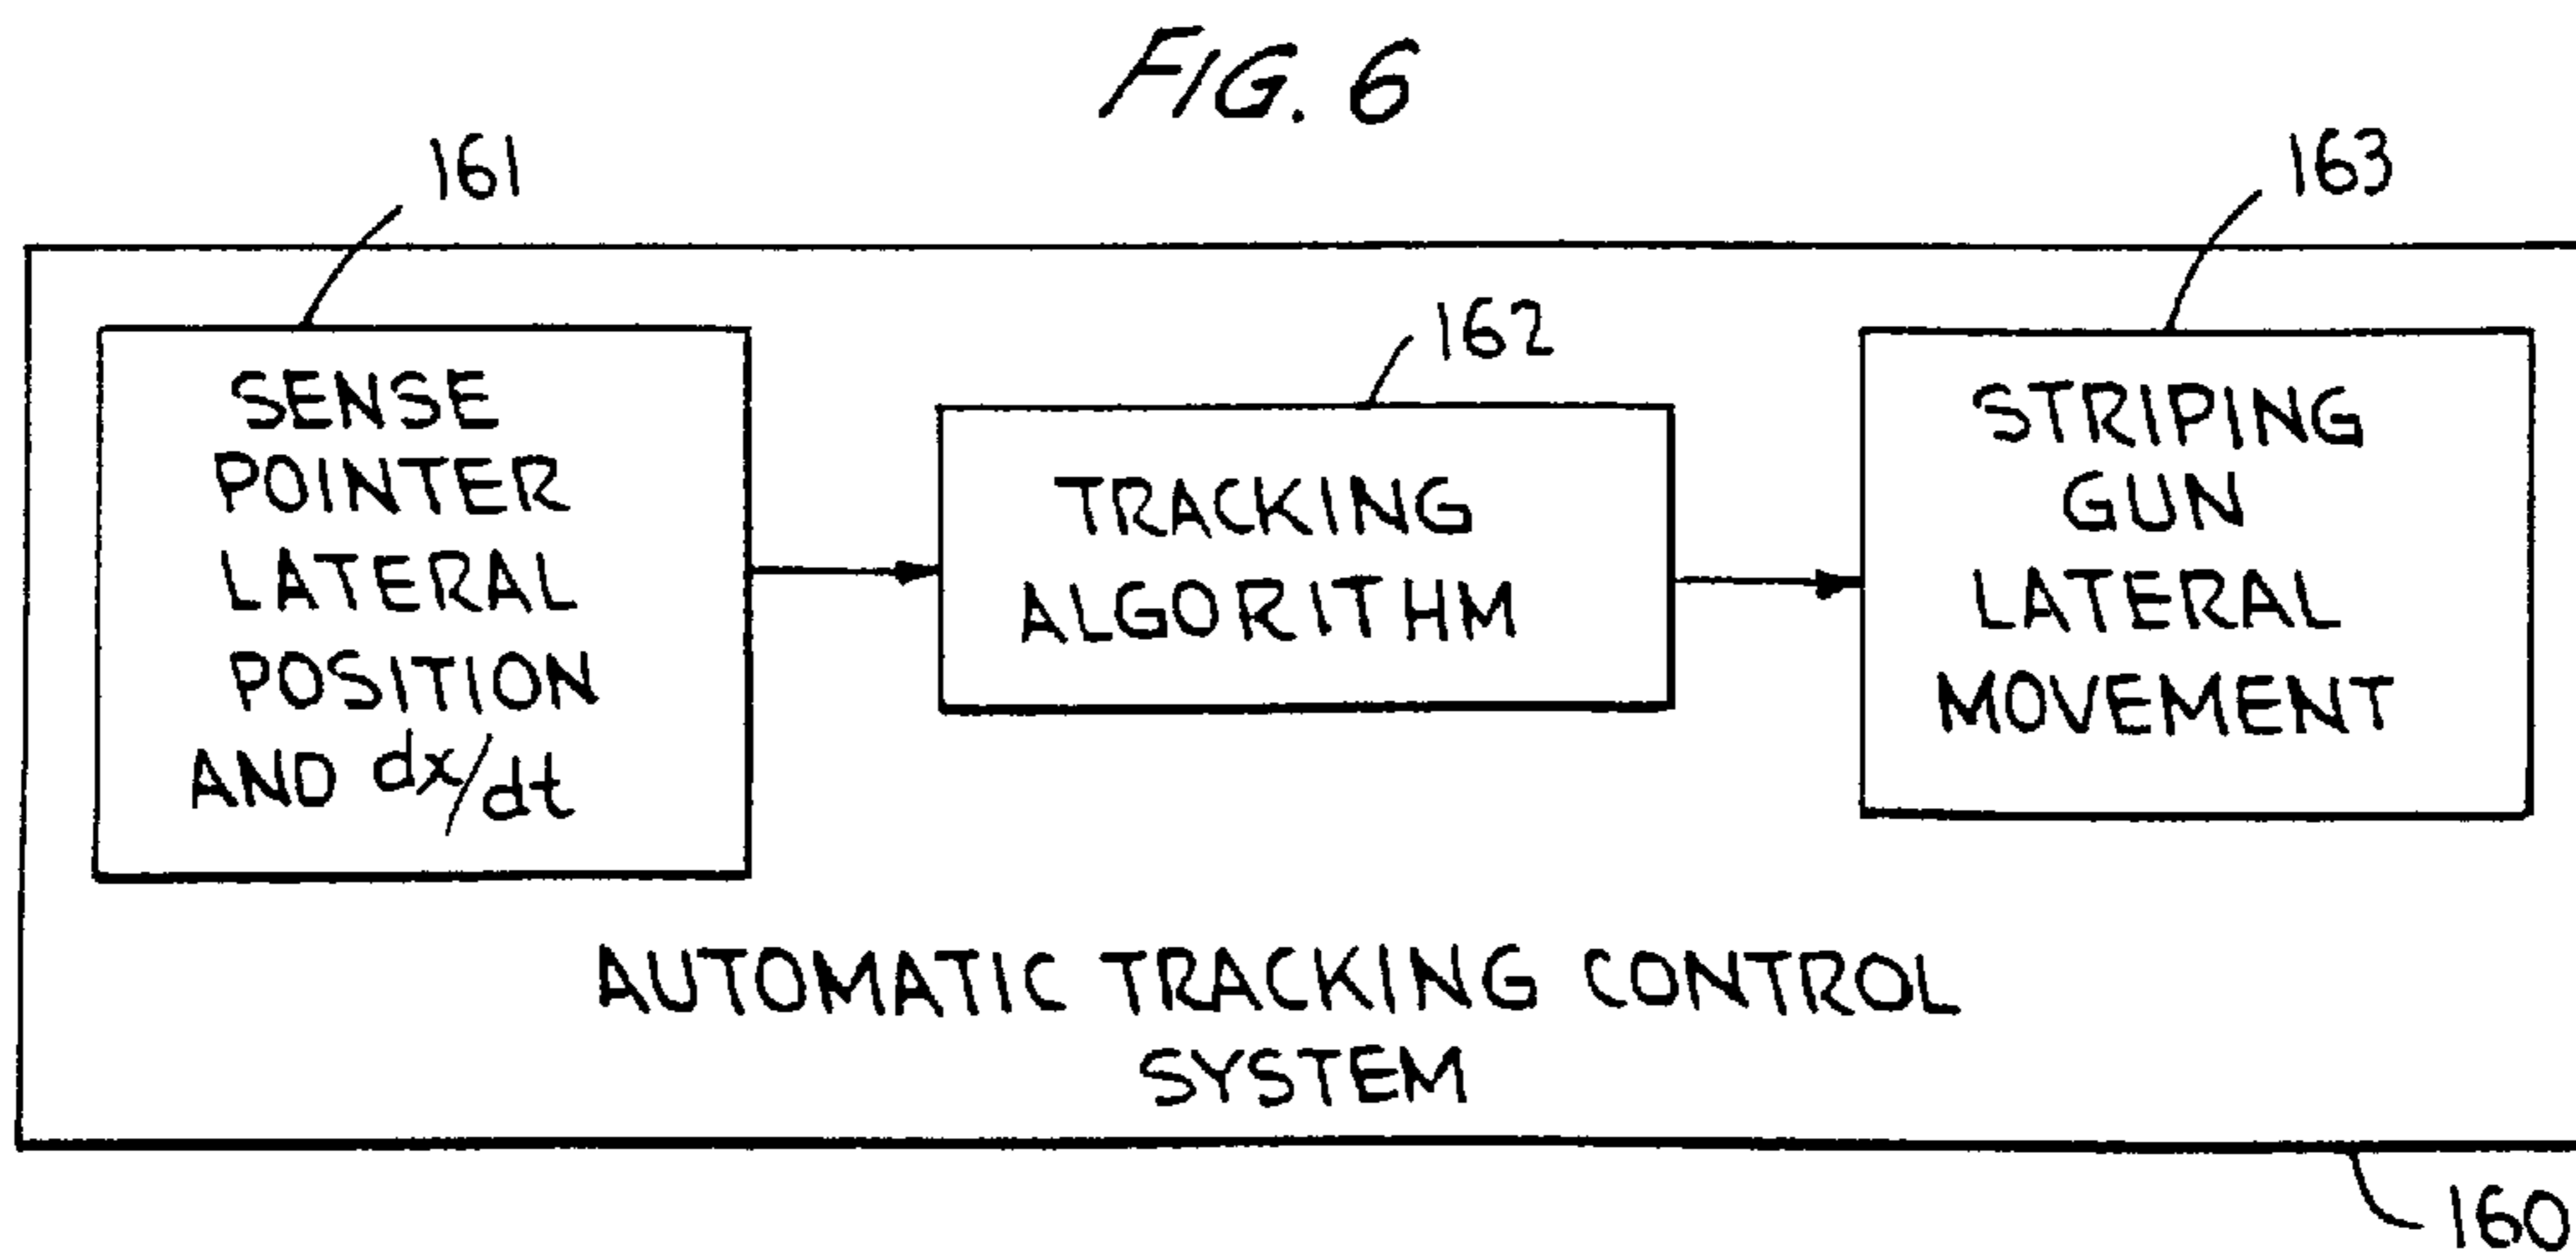 FIG. 6
161
163
162
SENSE
POINTER
LATERAL
POSITION
AND dx/dt
TRACKING
ALGORITHM
STRIPING
GUN
LATERAL
MOVEMENT
AUTOMATIC TRACKING CONTROL
SYSTEM
160